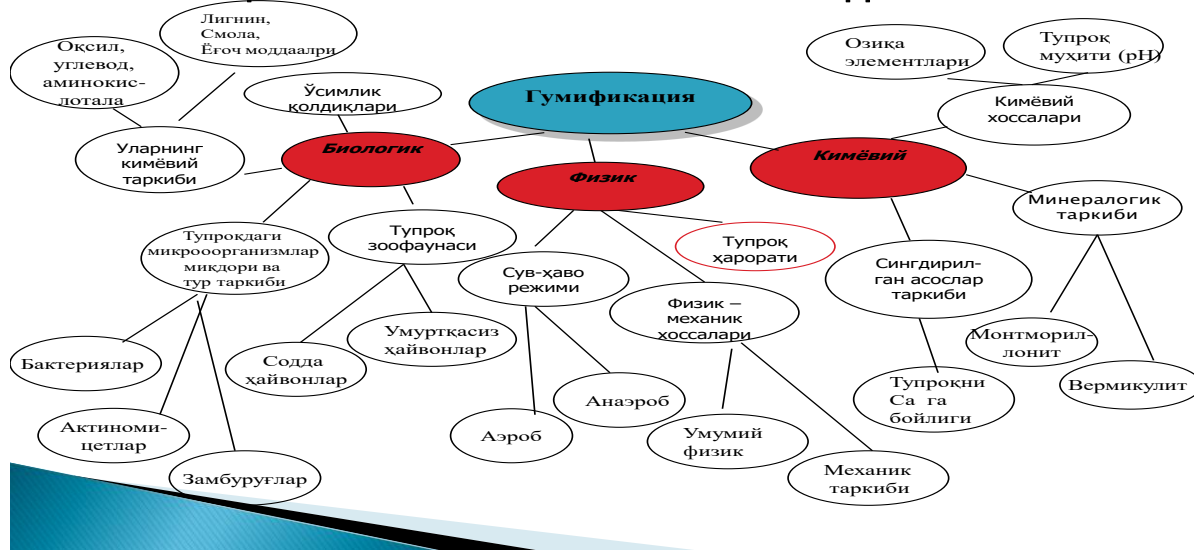 Лигнин,
Смола,
Ёғоч моддаалри
Оқсил,
углевод,
аминокис-
лотала
Ўсимлик
қолдиқлари
Гумификация
Озиқа
элементлари
Тупроқ
муҳити (рН)
Кимёвий
хоссалари
Уларнинг
кимёвий
таркиби
Биологик
Физик
Кимёвий
Минералогик
таркиби
Тупроқдаги
микрооорганизмлар
миқдори ва
тур таркиби
Тупроқ
зоофаунаси
Сув-ҳаво
режими
Тупроқ
ҳарорати
Физик –
механик
хоссалари
Сингдирил-
ган асослар
таркиби
Бактериялар
Содда
ҳайвонлар
Умуртқасиз
ҳайвонлар
Монтморил-
лонит
Вермикулит
Актиноми-
цетлар
Замбуруғлар
Аэроб
Анаэроб
Умумий
физик
Механик
таркиби
Тупроқни
Са га
бойлиги